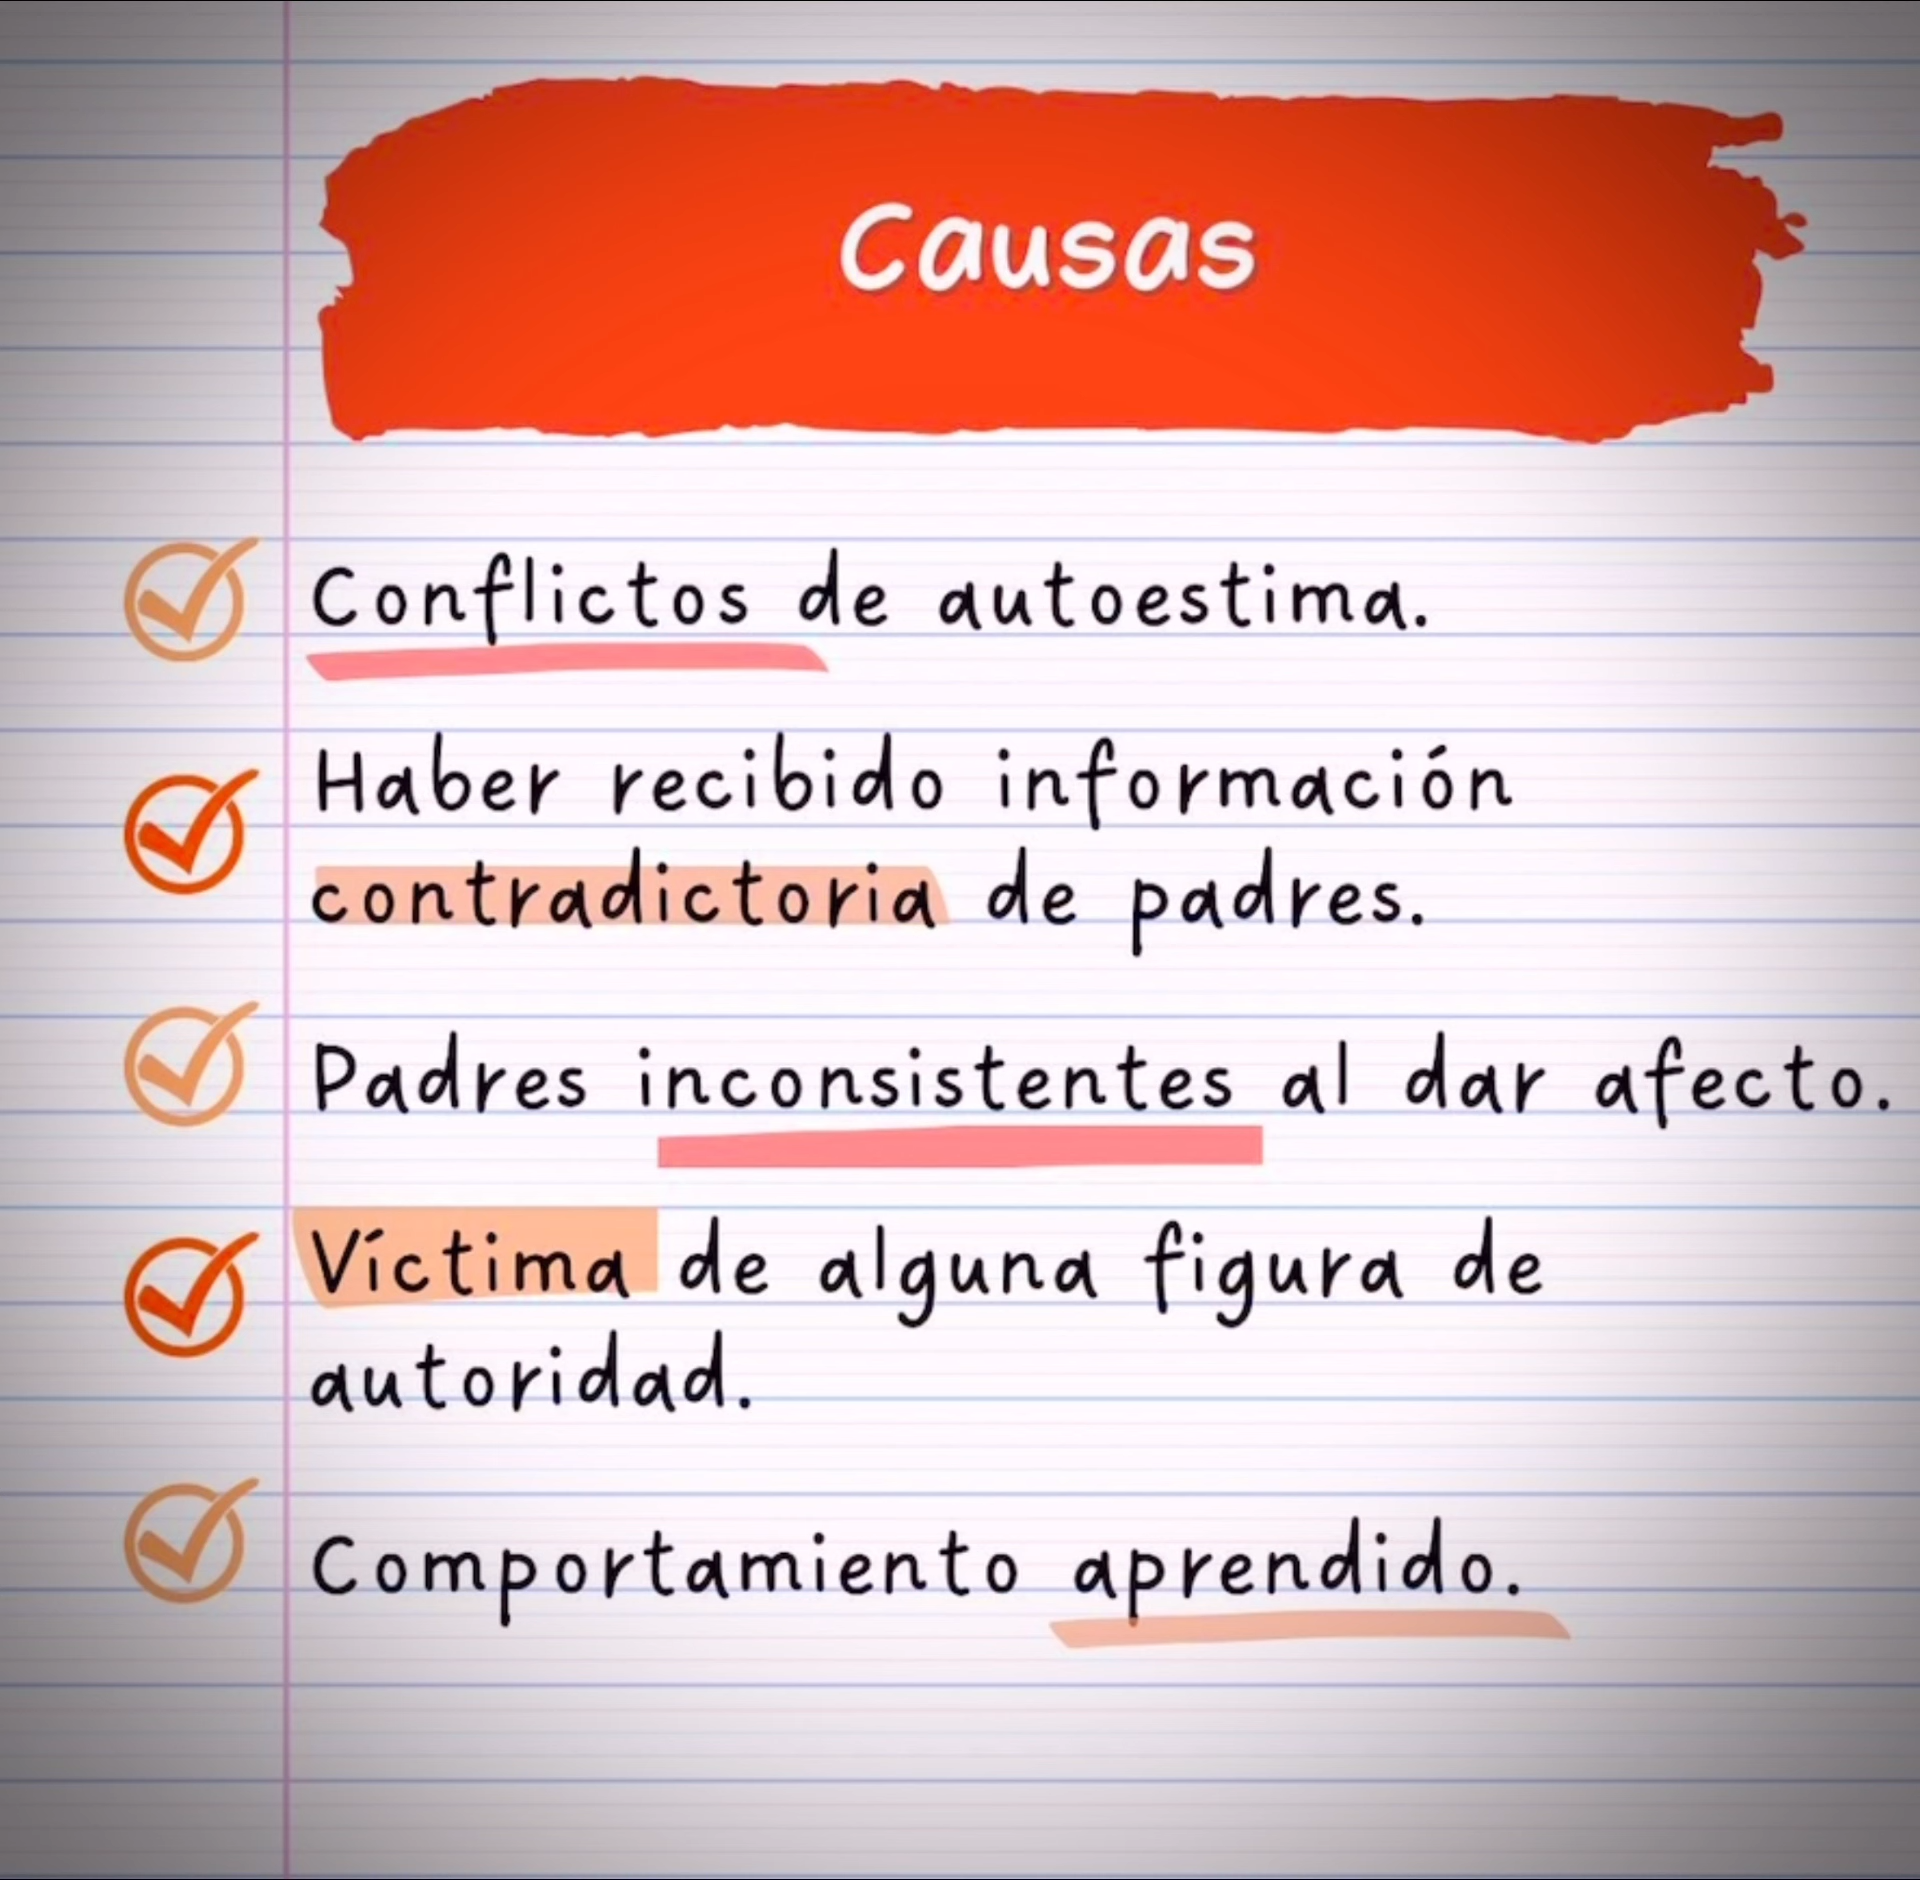 Causas
Conflictos de autoestima.
Haber recibido información
contradictoria de padres.
Padres inconsistentes al dar afecto.
Víctima de alguna figura de
autoridad.
Comportamiento aprendido.